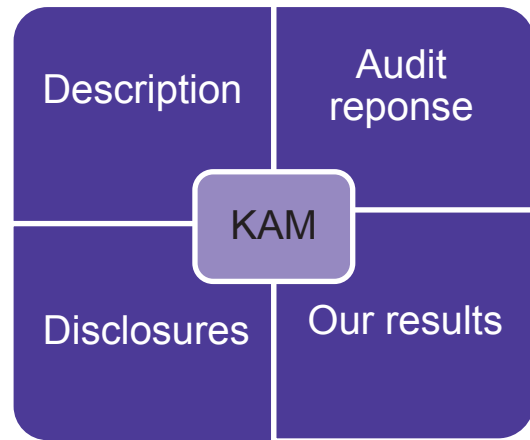 Description
Audit
reponse
KAM
Disclosures
Our results